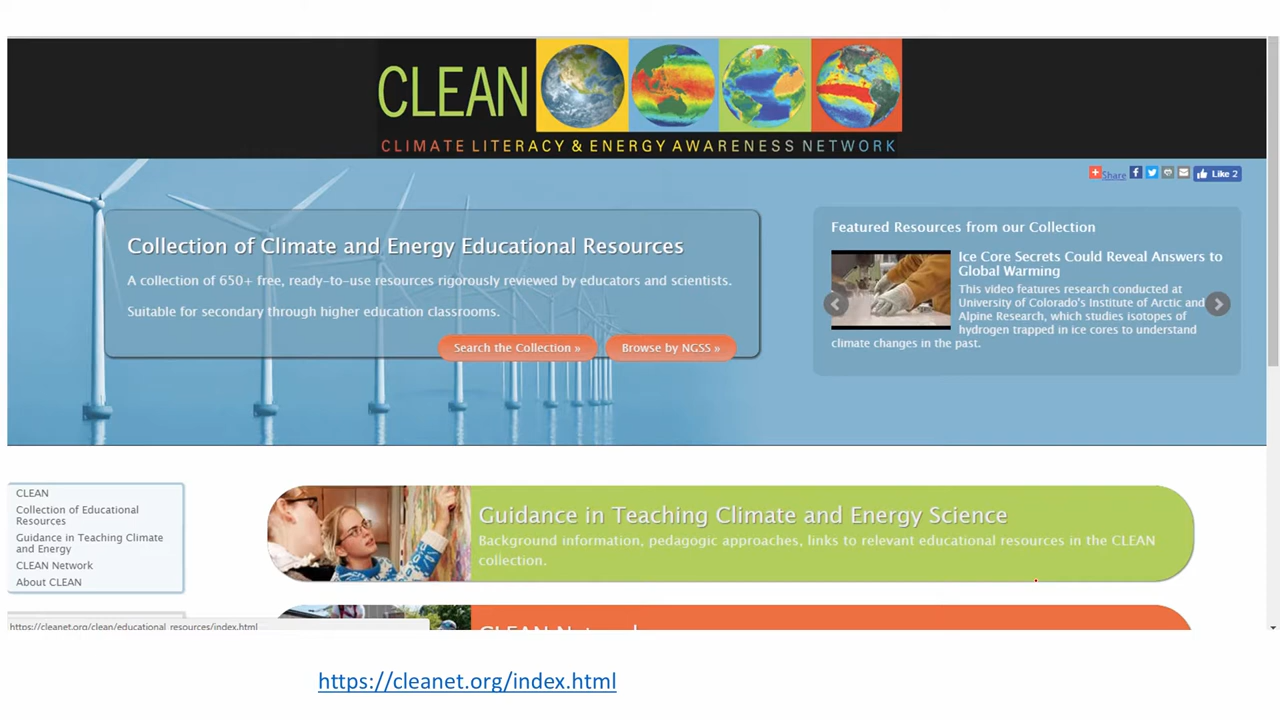 CLEAN
CLIMATE LITERACY & ENERGY AWARENESS NETWORK
Share
Like 2
Collection of Climate and Energy Educational Resources
A collection of 650+ free, ready-to-use resources rigorously reviewed by educators and scientists.
Suitable for secondary through higher education classrooms.
Search the Collection »
Browse by NGSS »
Featured Resources from our Collection
Ice Core Secrets Could Reveal Answers to
Global Warming
This video features research conducted at
University of Colorado's Institute of Arctic and
Alpine Research, which studies isotopes of
hydrogen trapped in ice cores to understand
climate changes in the past.
CLEAN
Collection of Educational
Resources
Guidance in Teaching Climate
and Energy
CLEAN Network
About CLEAN
Guidance in Teaching Climate and Energy Science
Background information, pedagogic approaches, links to relevant educational resources in the CLEAN
collection.
CLEAN Network
https://cleanet.org/clean/educational_resources/index.html
https://cleanet.org/index.html